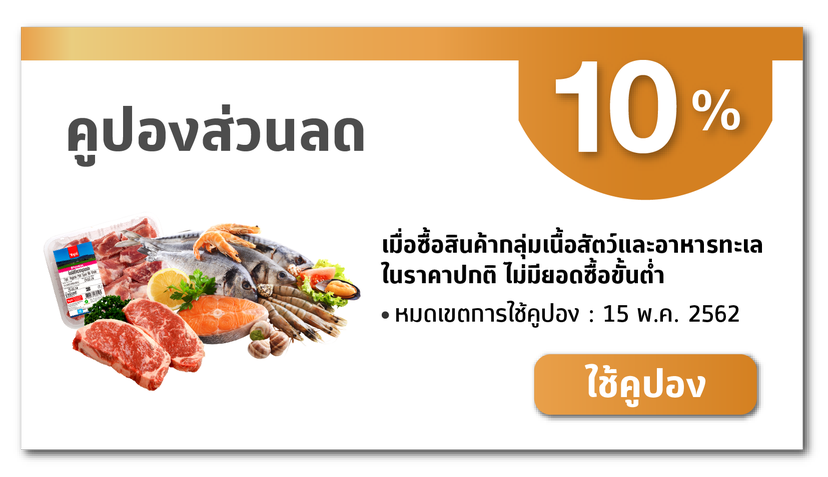 คูปองส่วนลด
10%
เมื่อซื้อสินค้ากลุ่มเนื้อสัตว์และอาหารทะเล
ในราคาปกติ ไม่มียอดซื้อขั้นต่ำ
• หมดเขตการใช้คูปอง : 15 พ.ค. 2562
ใช้คูปอง